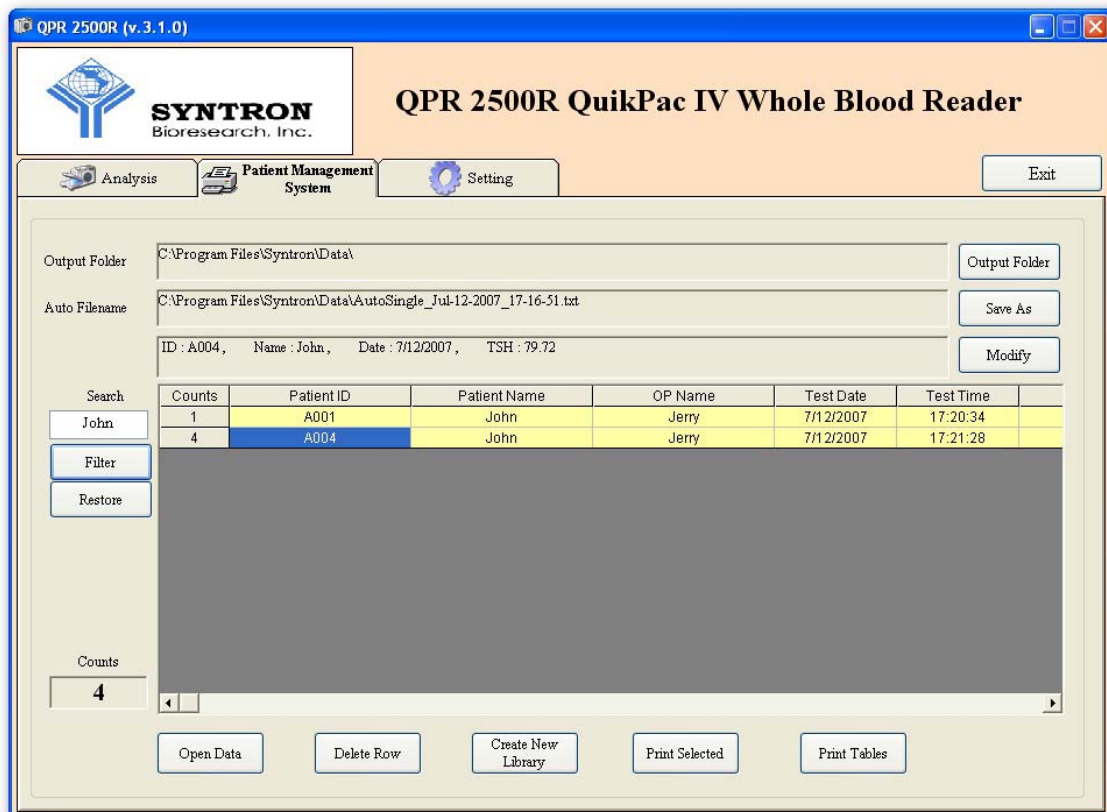 QPR 2500R (v.3.1.0)
SYNTRON
Bioresearch, Inc.
QPR 2500R QuikPac IV Whole Blood Reader
Analysis
Patient Management
System
Setting
Exit
Output Folder
C:\Program Files\Syntron\Data\
Output Folder
Auto Filename
C:\Program Files\Syntron\Data\AutoSingle_Jul-12-2007_17-16-51.txt
Save As
ID : A004 , Name : John , Date : 7/12/2007 , TSH : 79.72
Modify
Search
John
Filter
Restore
Counts Patient ID Patient Name OP Name Test Date Test Time
1 A001 John Jerry 7/12/2007 17:20:34
4 A004 John Jerry 7/12/2007 17:21:28
Counts
4
Open Data
Delete Row
Create New
Library
Print Selected
Print Tables